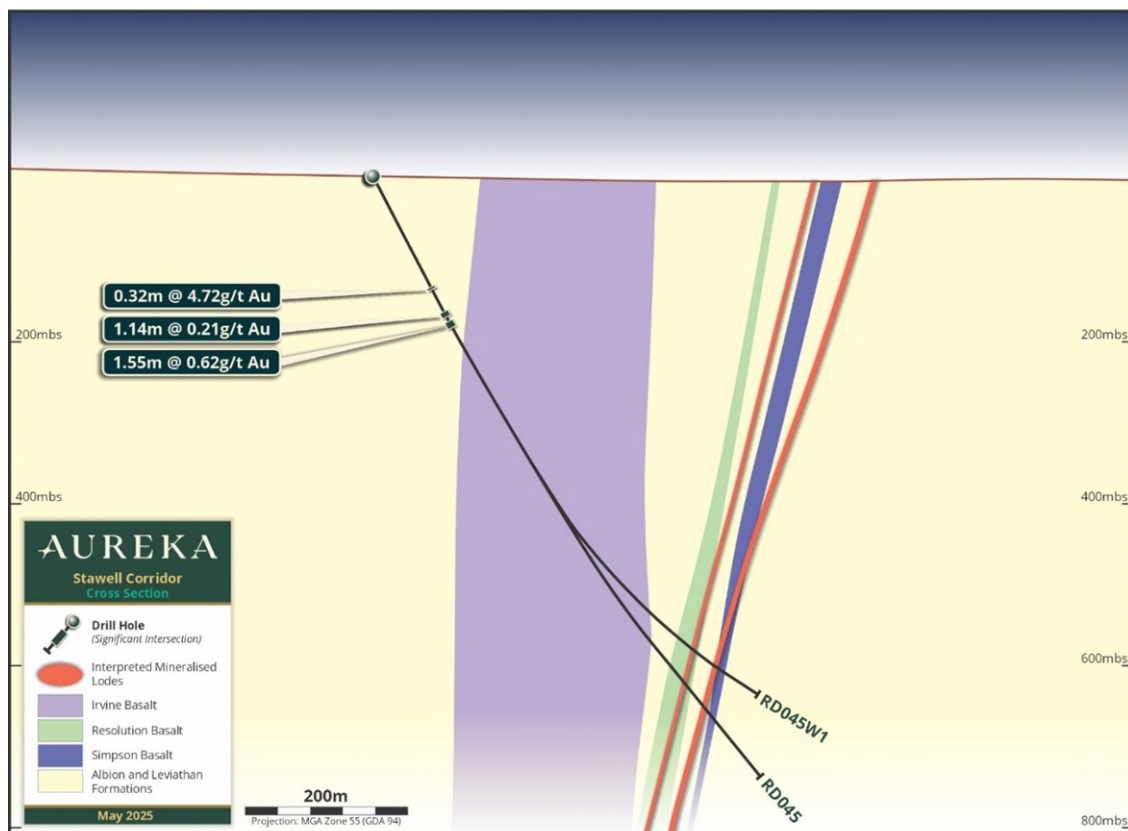 0.32m @ 4.72g/t Au
1.14m @ 0.21g/t Au
1.55m @ 0.62g/t Au
200mbs
200mbs
400mbs
400mbs
600mbs
800mbs
RD045W1
RD045
AUREKA
Stawell Corridor
Cross Section
Drill Hole
(Significant Intersection)
Interpreted Mineralised
Lodes
Irvine Basalt
Resolution Basalt
Simpson Basalt
Albion and Leviathan
Formations
May 2025
200m
Projection: MGA Zone 55 (GDA 94)